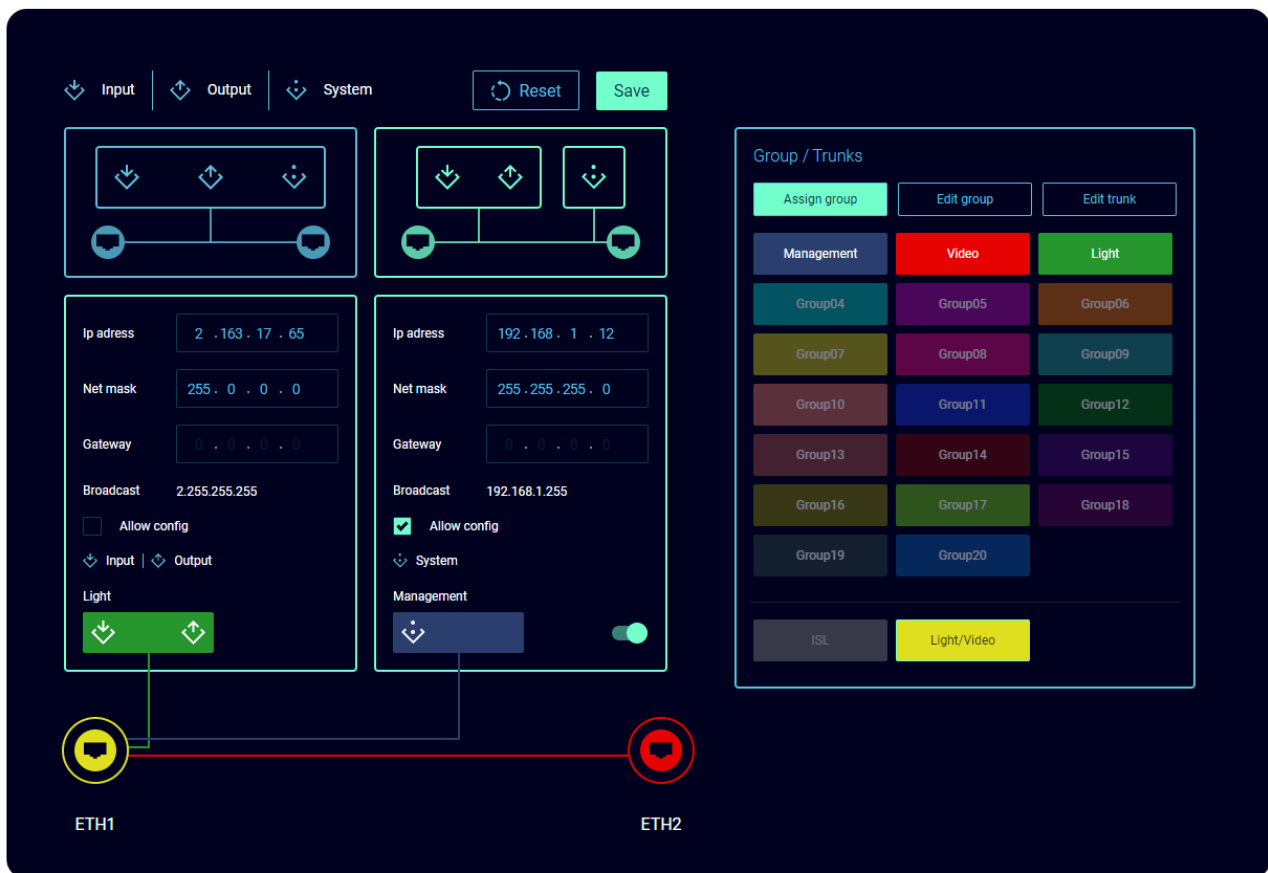 Input Output System Reset Save
Group / Trunks
Assign group Edit group Edit trunk
Management Video Light
Group04 Group05 Group06
Group07 Group08 Group09
Group10 Group11 Group12
Group13 Group14 Group15
Group16 Group17 Group18
Group19 Group20
ISL Light/Video
Ip adress 2 .163. 17 . 65
Net mask 255. 0 . 0 . 0
Gateway 0 . 0 . 0 . 0
Broadcast 2.255.255.255
Allow config
Input | Output
Light
Ip adress 192.168. 1 . 12
Net mask 255.255.255. 0
Gateway 0 . 0 . 0 . 0
Broadcast 192.168.1.255
Allow config
System
Management
ETH1 ETH2